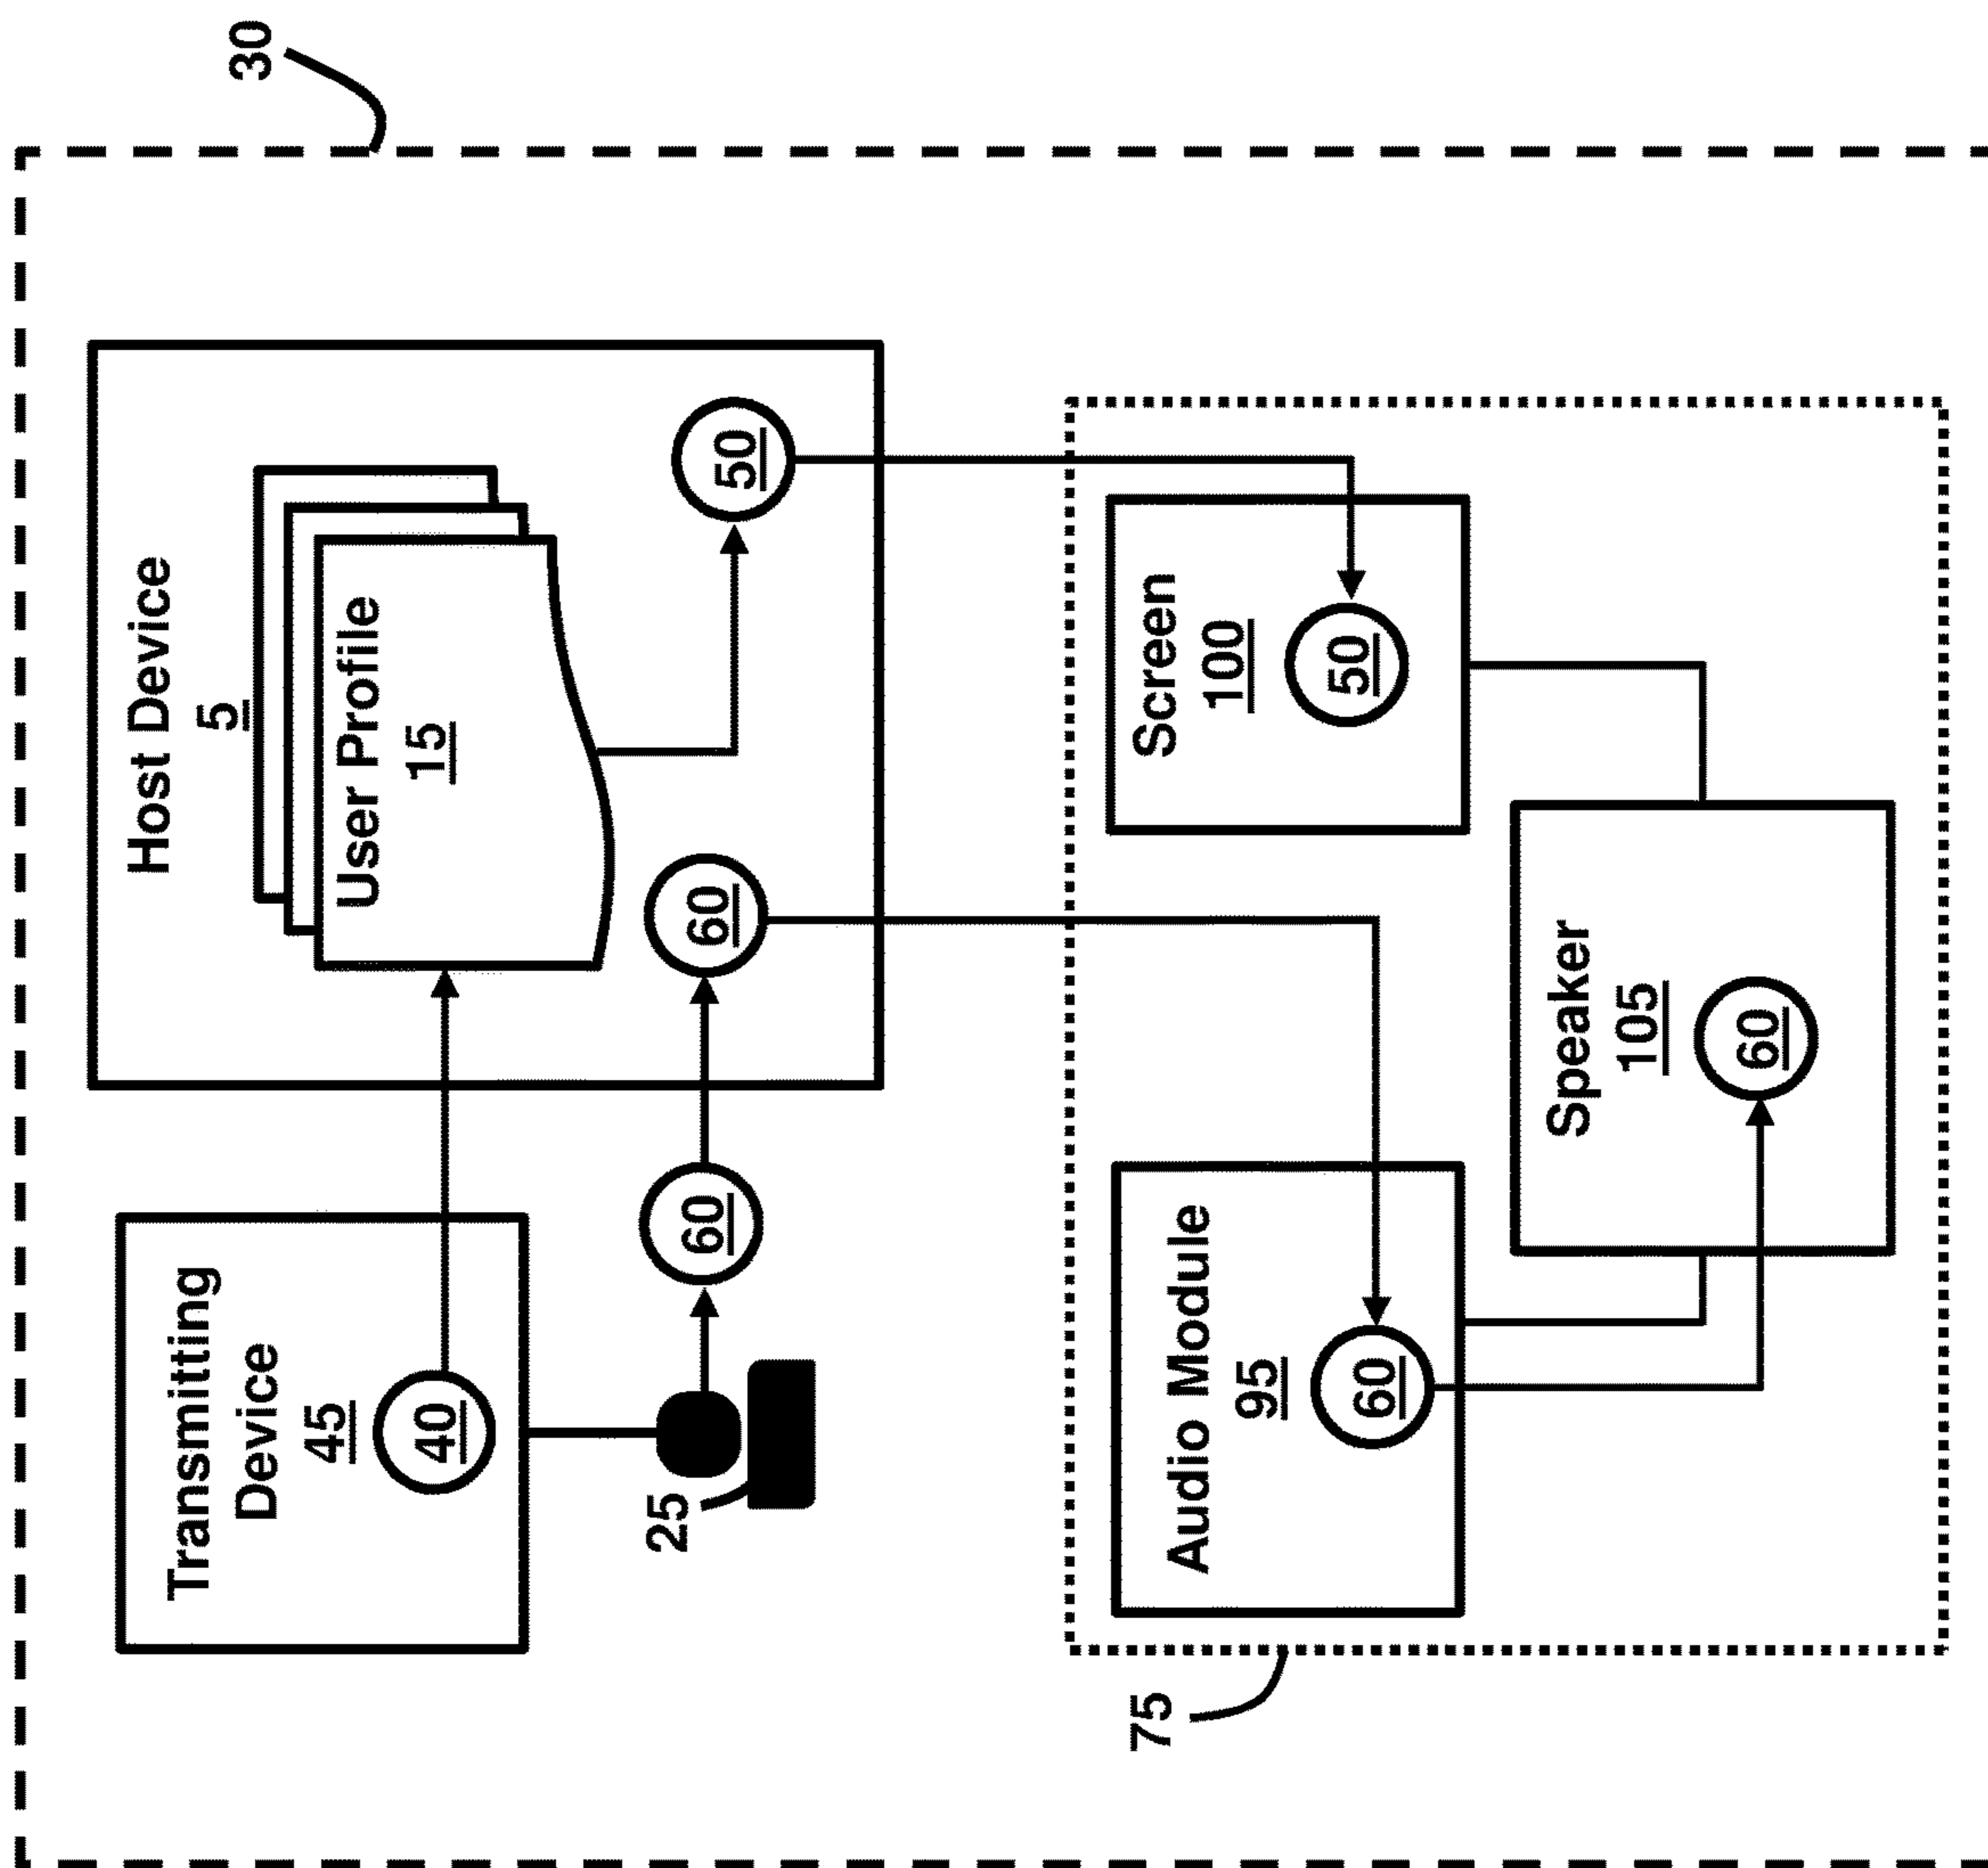 30
Host Device
5
User Profile
15
50
60
Transmitting
Device
45
40
60
25
75
Screen
100
50
Audio Module
95
60
Speaker
105
60